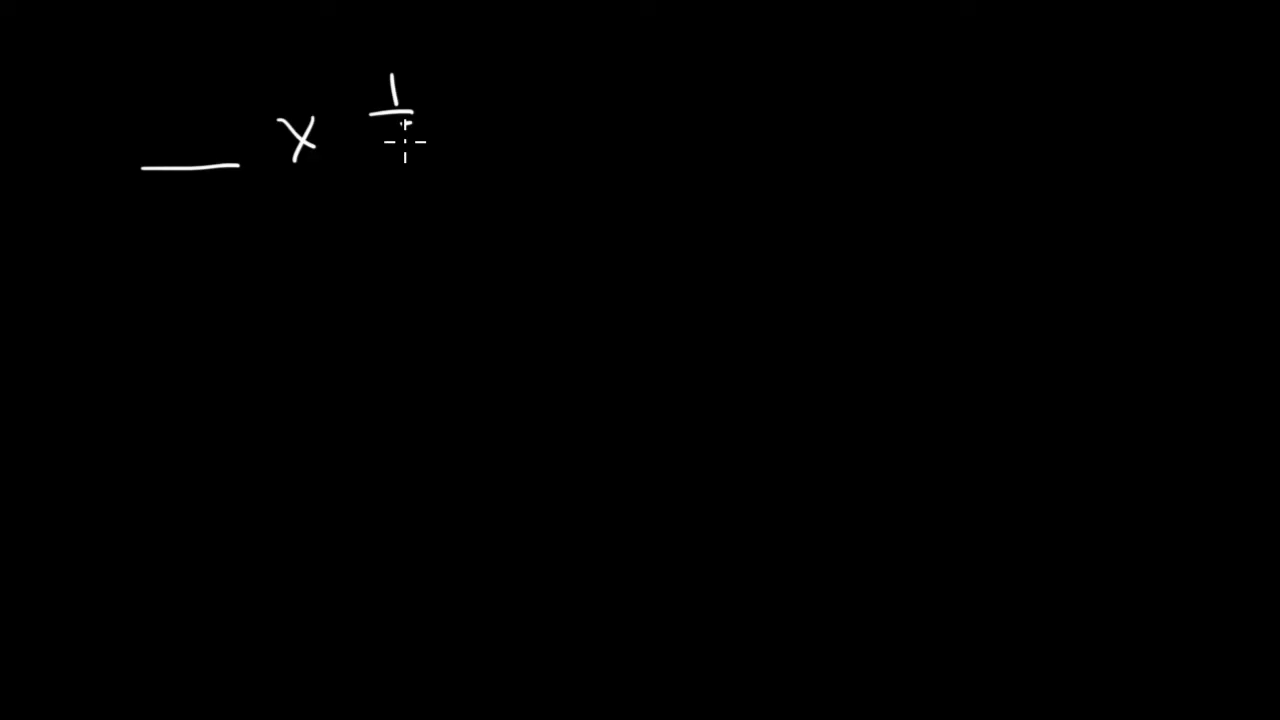 ___ × 1/